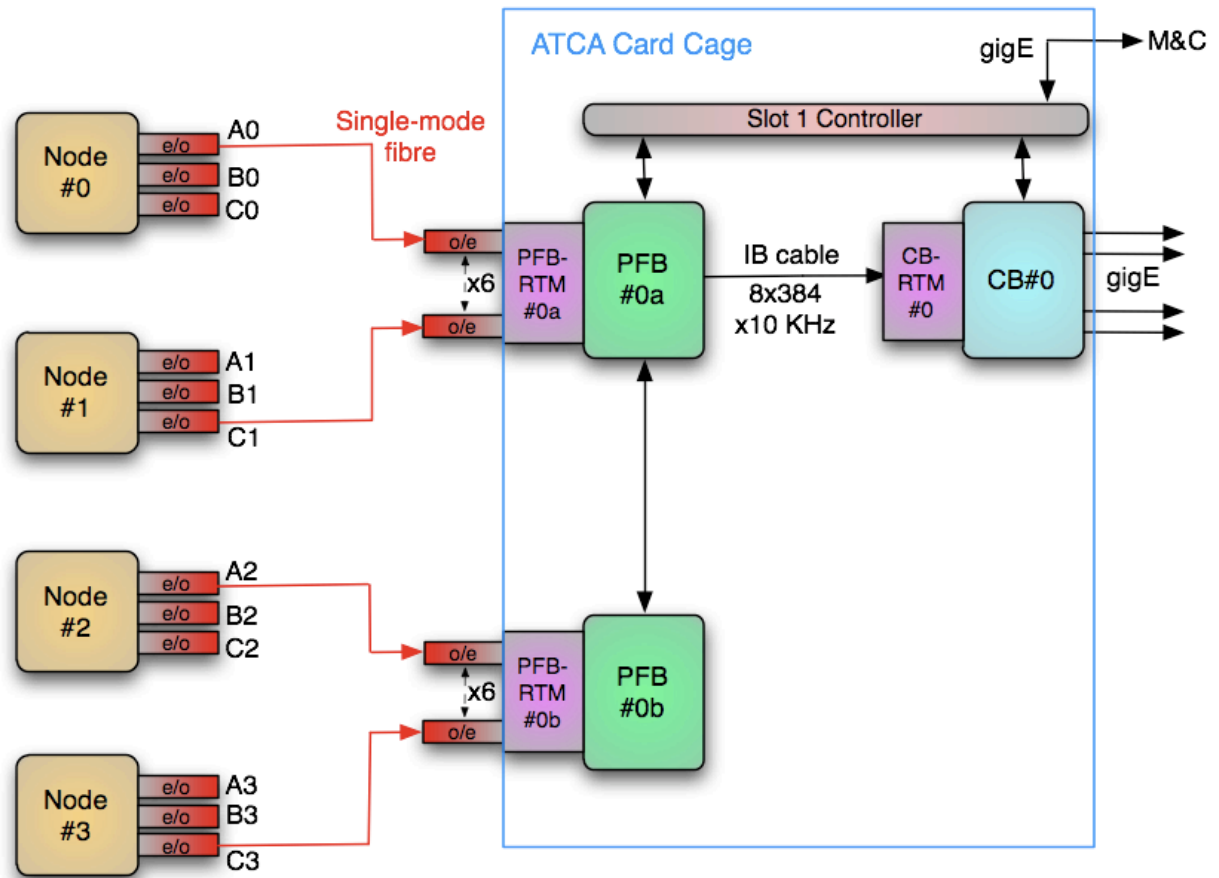 ATCA Card Cage
gigE
M&C
Slot 1 Controller
Single-mode
fibre
Node
#0
e/o
A0
e/o
B0
e/o
C0
o/e
x6
o/e
PFB-
RTM
#0a
PFB
#0a
IB cable
8x384
x10 KHz
CB-
RTM
#0
CB#0
gigE
Node
#1
e/o
A1
e/o
B1
e/o
C1
Node
#2
e/o
A2
e/o
B2
e/o
C2
o/e
x6
o/e
PFB-
RTM
#0b
PFB
#0b
Node
#3
e/o
A3
e/o
B3
e/o
C3